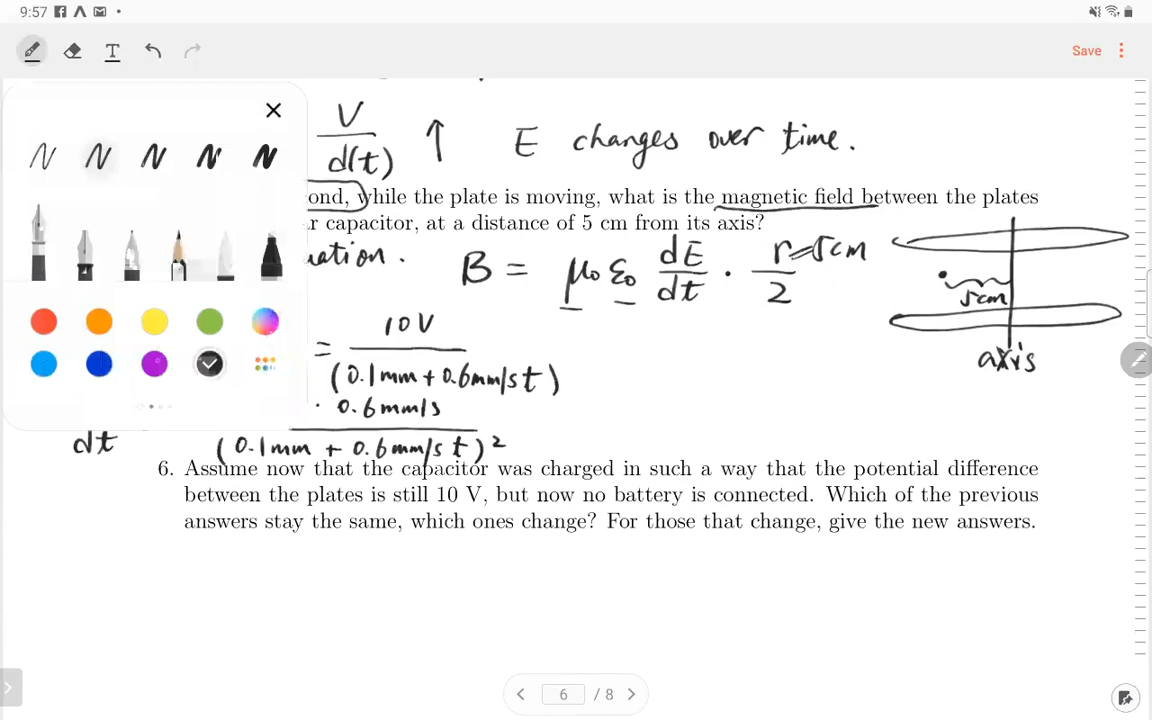 9:57
T
Save
V
d(t)
↑ E changes over time.
ond, while the plate is moving, what is the magnetic field between the plates
r capacitor, at a distance of 5 cm from its axis?
uation. B = μ₀ ε₀ dE/dt · r=5cm/2
5cm
axis
= 10V
(0.1mm + 0.6mm/s t)
· 0.6mm/s
dt (0.1mm + 0.6mm/s t)²
6. Assume now that the capacitor was charged in such a way that the potential difference
between the plates is still 10 V, but now no battery is connected. Which of the previous
answers stay the same, which ones change? For those that change, give the new answers.
6 / 8